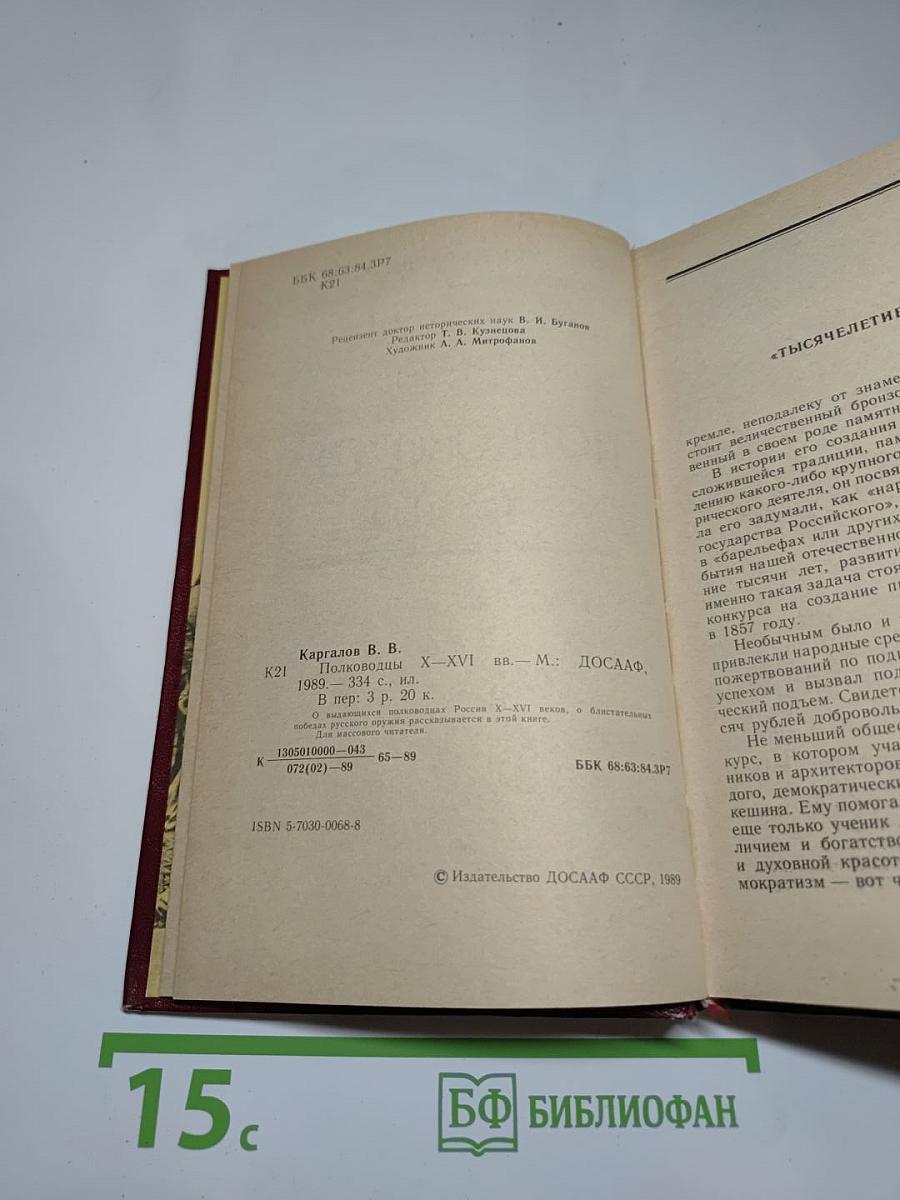 ББК 68:63:84.3Р7
К21
Рецензент доктор исторических наук В. И. Буганов
Редактор Т. В. Кузнецова
Художник А. А. Митрофанов
Каргалов В. В.
К21 Полководцы X—XVI вв.— М.: ДОСААФ,
1989.— 334 с., ил.
В пер: 3 р. 20 к.
О выдающихся полководцах России X—XVI веков, о блистательных
победах русского оружия рассказывается в этой книге.
Для массового читателя.
К 1305010000—043 65—89
072(02)—89
ББК 68:63:84.3Р7
ISBN 5-7030-0068-8
© Издательство ДОСААФ СССР, 1989
«ТЫСЯЧЕЛЕТИЕ
кремле, неподалеку от знаме
стоит величественный бронзо
венный в своем роде памятн
В истории его создания
сложившейся традиции, пам
лению какого-либо крупного
рического деятеля, он посвя
ла его задумали, как «нар
государства Российского»,
в «барельефах или других
бытия нашей отечественно
ние тысячи лет, развити
именно такая задача стоя
конкурса на создание п
в 1857 году.
Необычным было и
привлекли народные сре
пожертвований по подп
успехом и вызвал под
ческий подъем. Свидет
сяч рублей доброволь
Не меньший общес
курс, в котором уча
ников и архитекторов
дого, демократически
кешина. Ему помога
еще только ученик
личием и богатство
и духовной красот
мократизм — вот ч
15 с
БФ БИБЛИОФАН